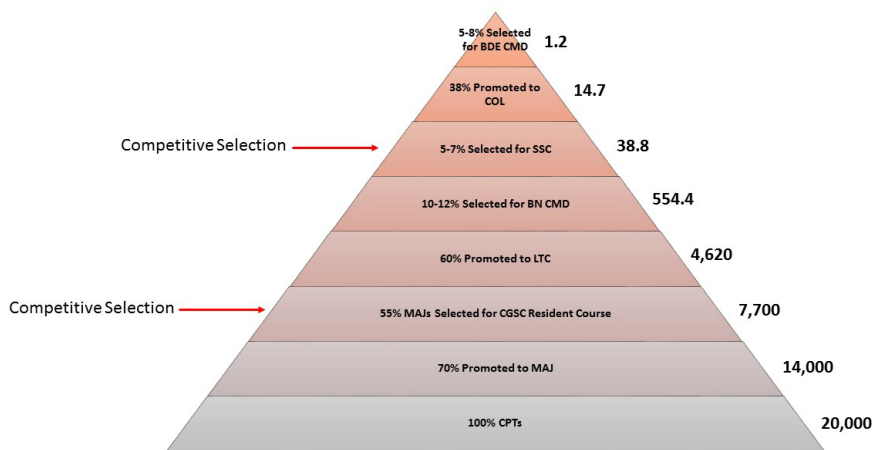 5-8% Selected
for BDE CMD
1.2
38% Promoted to
COL
14.7
Competitive Selection
5-7% Selected for SSC
38.8
10-12% Selected for BN CMD
554.4
60% Promoted to LTC
4,620
Competitive Selection
55% MAJs Selected for CGSC Resident Course
7,700
70% Promoted to MAJ
14,000
100% CPTs
20,000